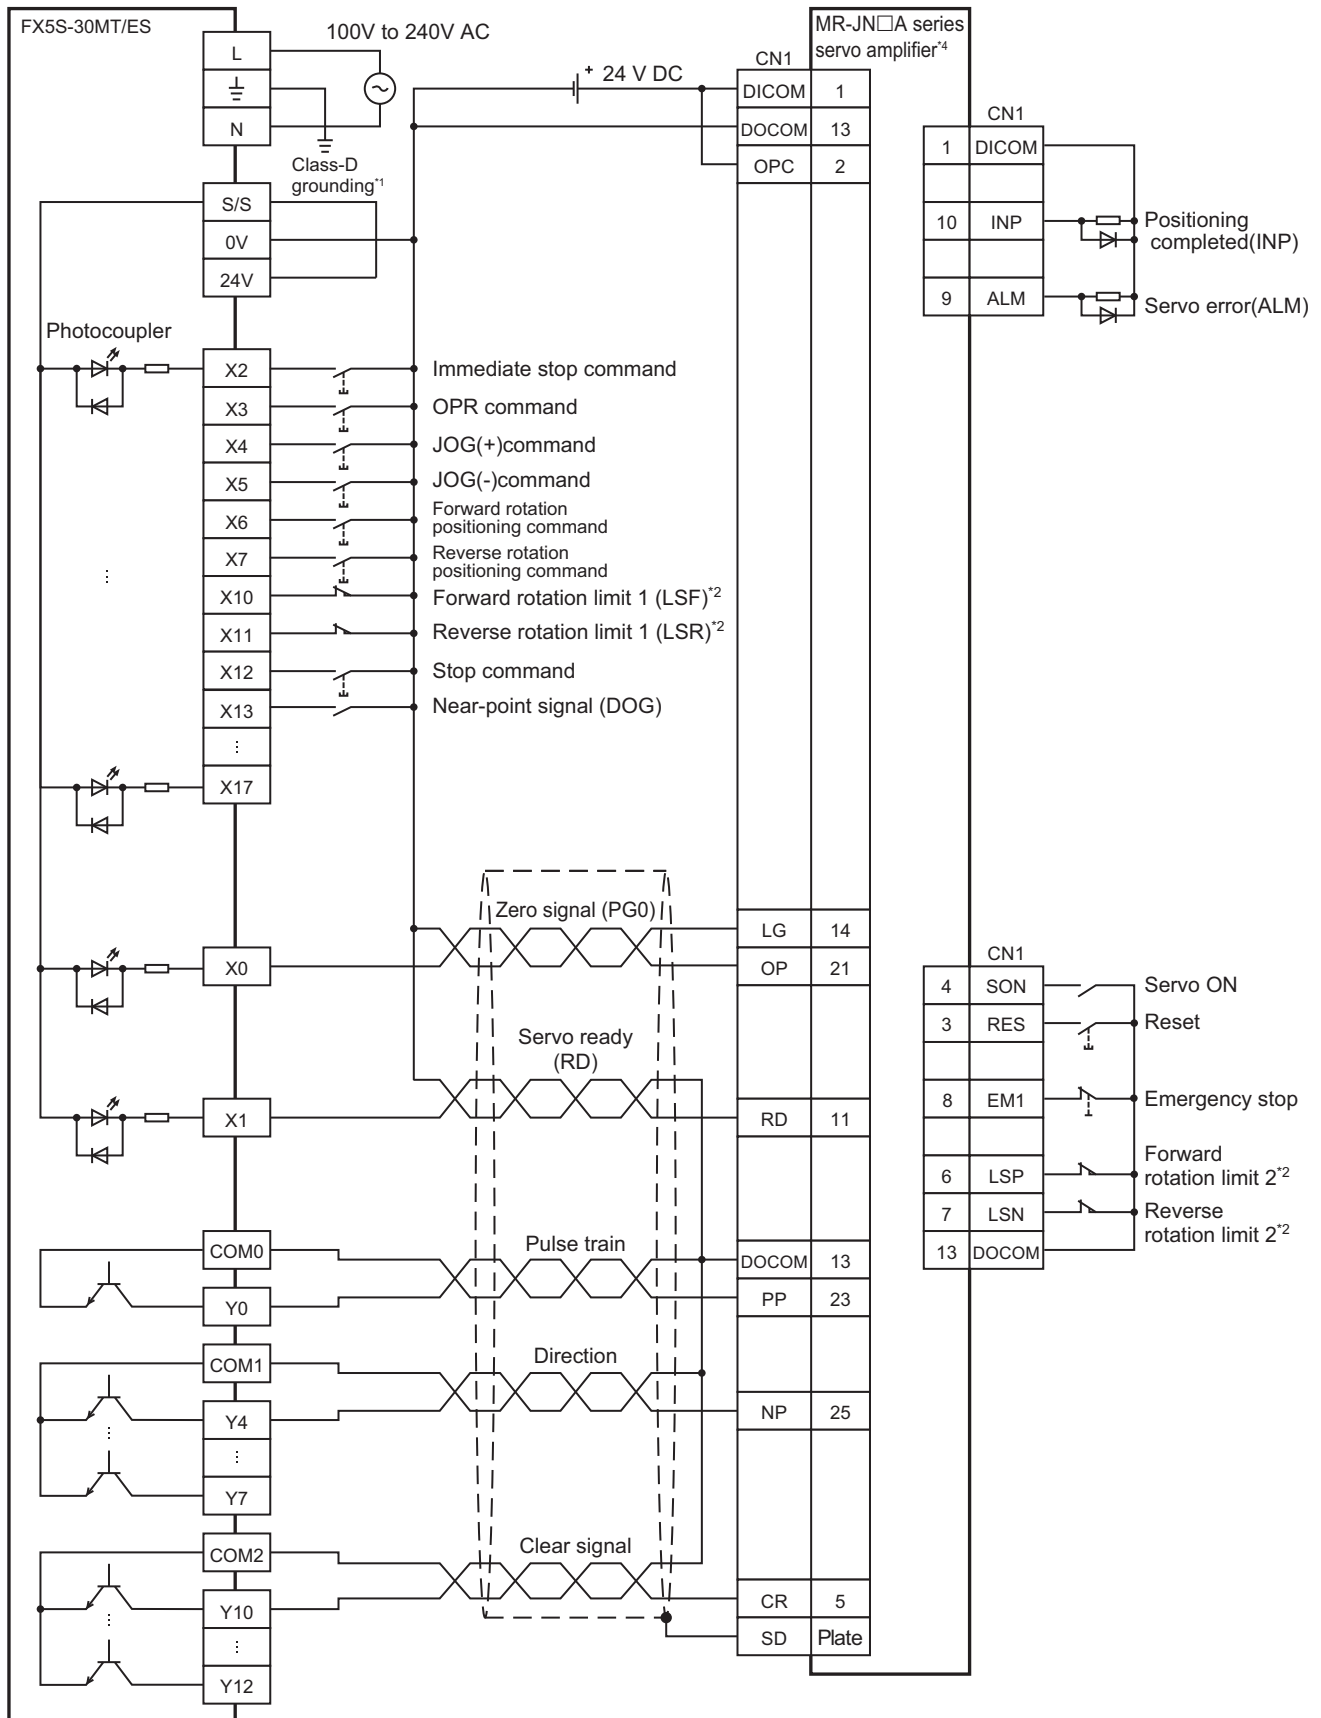 FX5S-30MT/ES
L
N
100V to 240V AC
Class-D
grounding*1
S/S
0V
24V
Photocoupler
X2
Immediate stop command
X3
OPR command
X4
JOG(+)command
X5
JOG(-)command
X6
Forward rotation
positioning command
X7
Reverse rotation
positioning command
X10
Forward rotation limit 1 (LSF)*2
X11
Reverse rotation limit 1 (LSR)*2
X12
Stop command
X13
Near-point signal (DOG)
⋮
⋮
X17
X0
Zero signal (PG0)
X1
Servo ready
(RD)
COM0
Pulse train
Y0
COM1
Direction
Y4
⋮
⋮
Y7
COM2
Clear signal
Y10
⋮
⋮
Y12
+ 24 V DC
MR-JN□A series
servo amplifier*4
CN1
DICOM 1
DOCOM 13
OPC 2
LG 14
OP 21
RD 11
DOCOM 13
PP 23
NP 25
CR 5
SD Plate
CN1
1 DICOM
10 INP
Positioning
completed(INP)
9 ALM
Servo error(ALM)
CN1
4 SON
Servo ON
3 RES
Reset
8 EM1
Emergency stop
6 LSP
Forward
rotation limit 2*2
7 LSN
Reverse
rotation limit 2*2
13 DOCOM